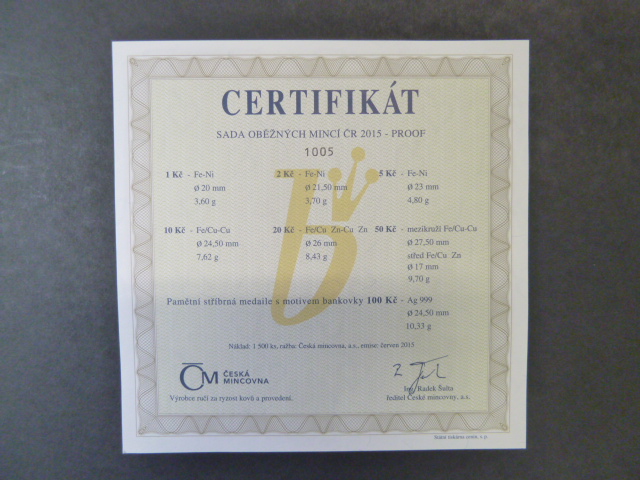 CERTIFIKÁT
SADA OBĚŽNÝCH MINCÍ ČR 2015 - PROOF
1005
1 Kč - Fe-Ni
ø 20 mm
3,60 g
2 Kč - Fe-Ni
ø 21,50 mm
3,70 g
5 Kč - Fe-Ni
ø 23 mm
4,80 g
10 Kč - Fe/Cu-Cu
ø 24,50 mm
7,62 g
20 Kč - Fe/Cu Zn-Cu Zn
ø 26 mm
8,43 g
50 Kč - mezikruží Fe/Cu-Cu
ø 27,50 mm
střed Fe/Cu Zn
ø 17 mm
9,70 g
Pamětní stříbrná medaile s motivem bankovky 100 Kč - Ag 999
ø 24,50 mm
10,33 g
Náklad: 1 500 ks, ražba: Česká mincovna, a.s., emise: červen 2015
ČM ČESKÁ
MINCOVNA
Výrobce ručí za ryzost kovů a provedení.
Ing. Radek Šulta
ředitel České mincovny, a.s.